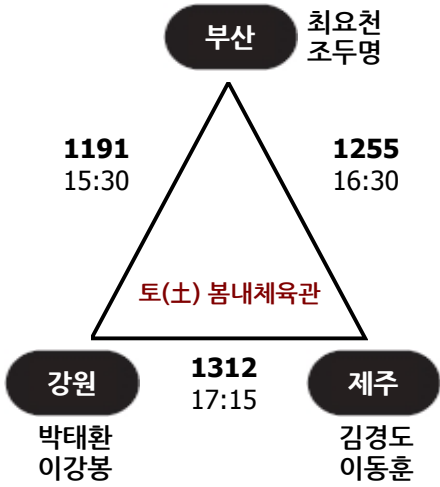 부산
최요천
조두명
1191
15:30
1255
16:30
토(土) 봄내체육관
강원
1312
17:15
제주
박태환
이강봉
김경도
이동훈